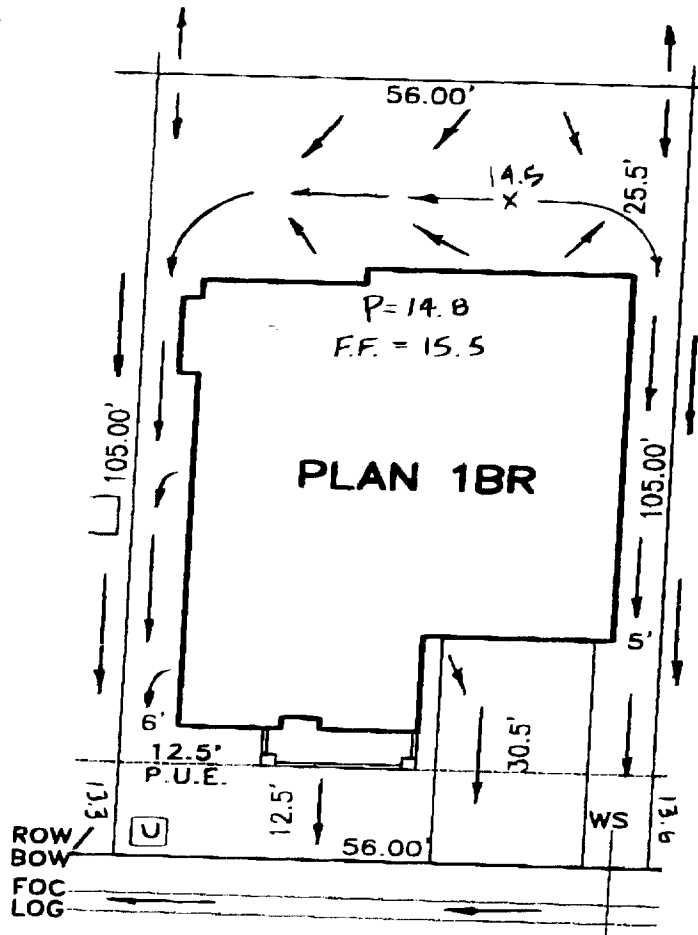 56.00'
14.5
X
25.5'
P=14.8
F.F. = 15.5
PLAN 1BR
105.00'
105.00'
5'
6'
12.5'
P.U.E.
30.5'
12.5'
13.3
13.6
U
WS
56.00'
ROW
BOW
FOC
LOG